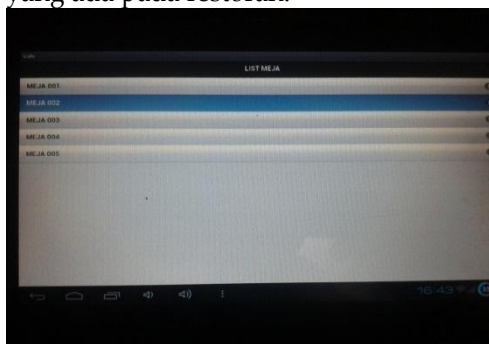 yang ada pada restoran.
LIST MEJA
MEJA 001
MEJA 002
MEJA 003
MEJA 004
MEJA 005
16:43